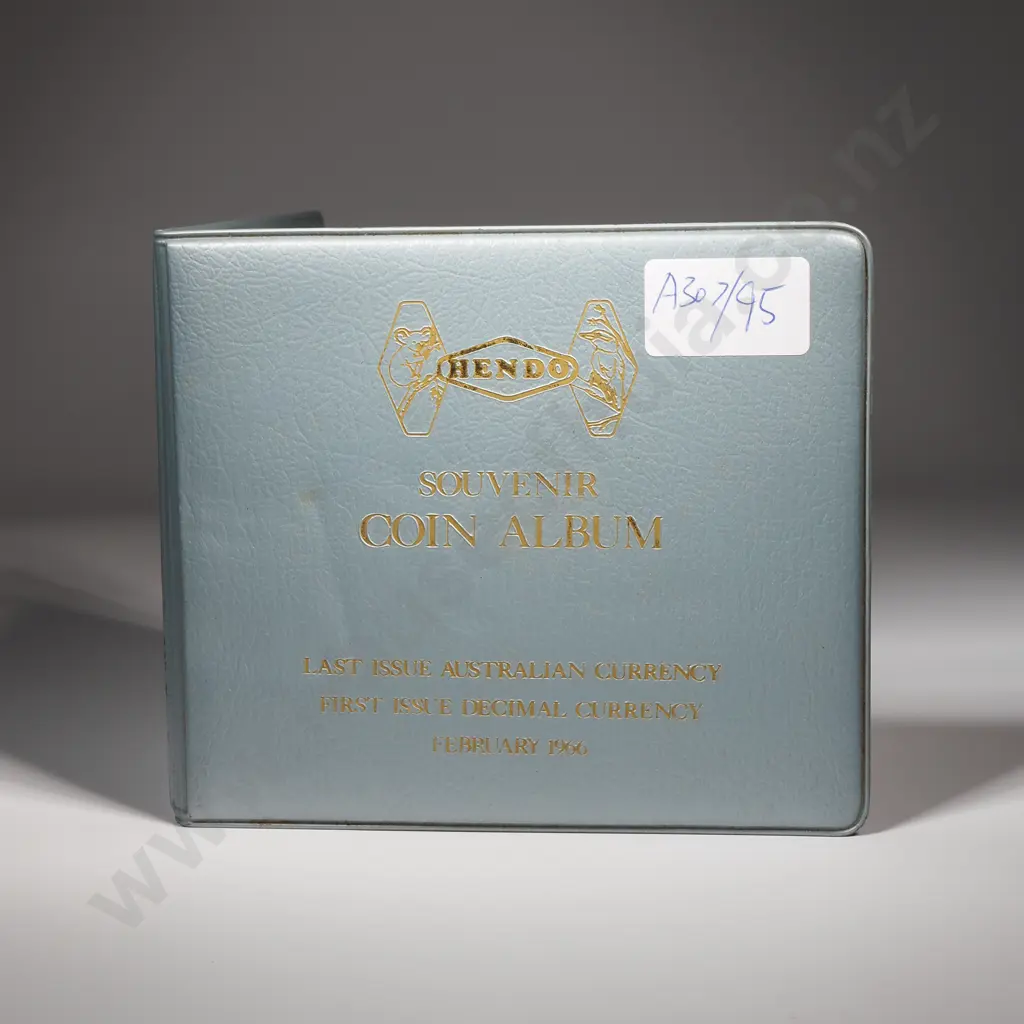 A307/95
HENDO
SOUVENIR
COIN ALBUM
LAST ISSUE AUSTRALIAN CURRENCY
FIRST ISSUE DECIMAL CURRENCY
FEBRUARY 1966